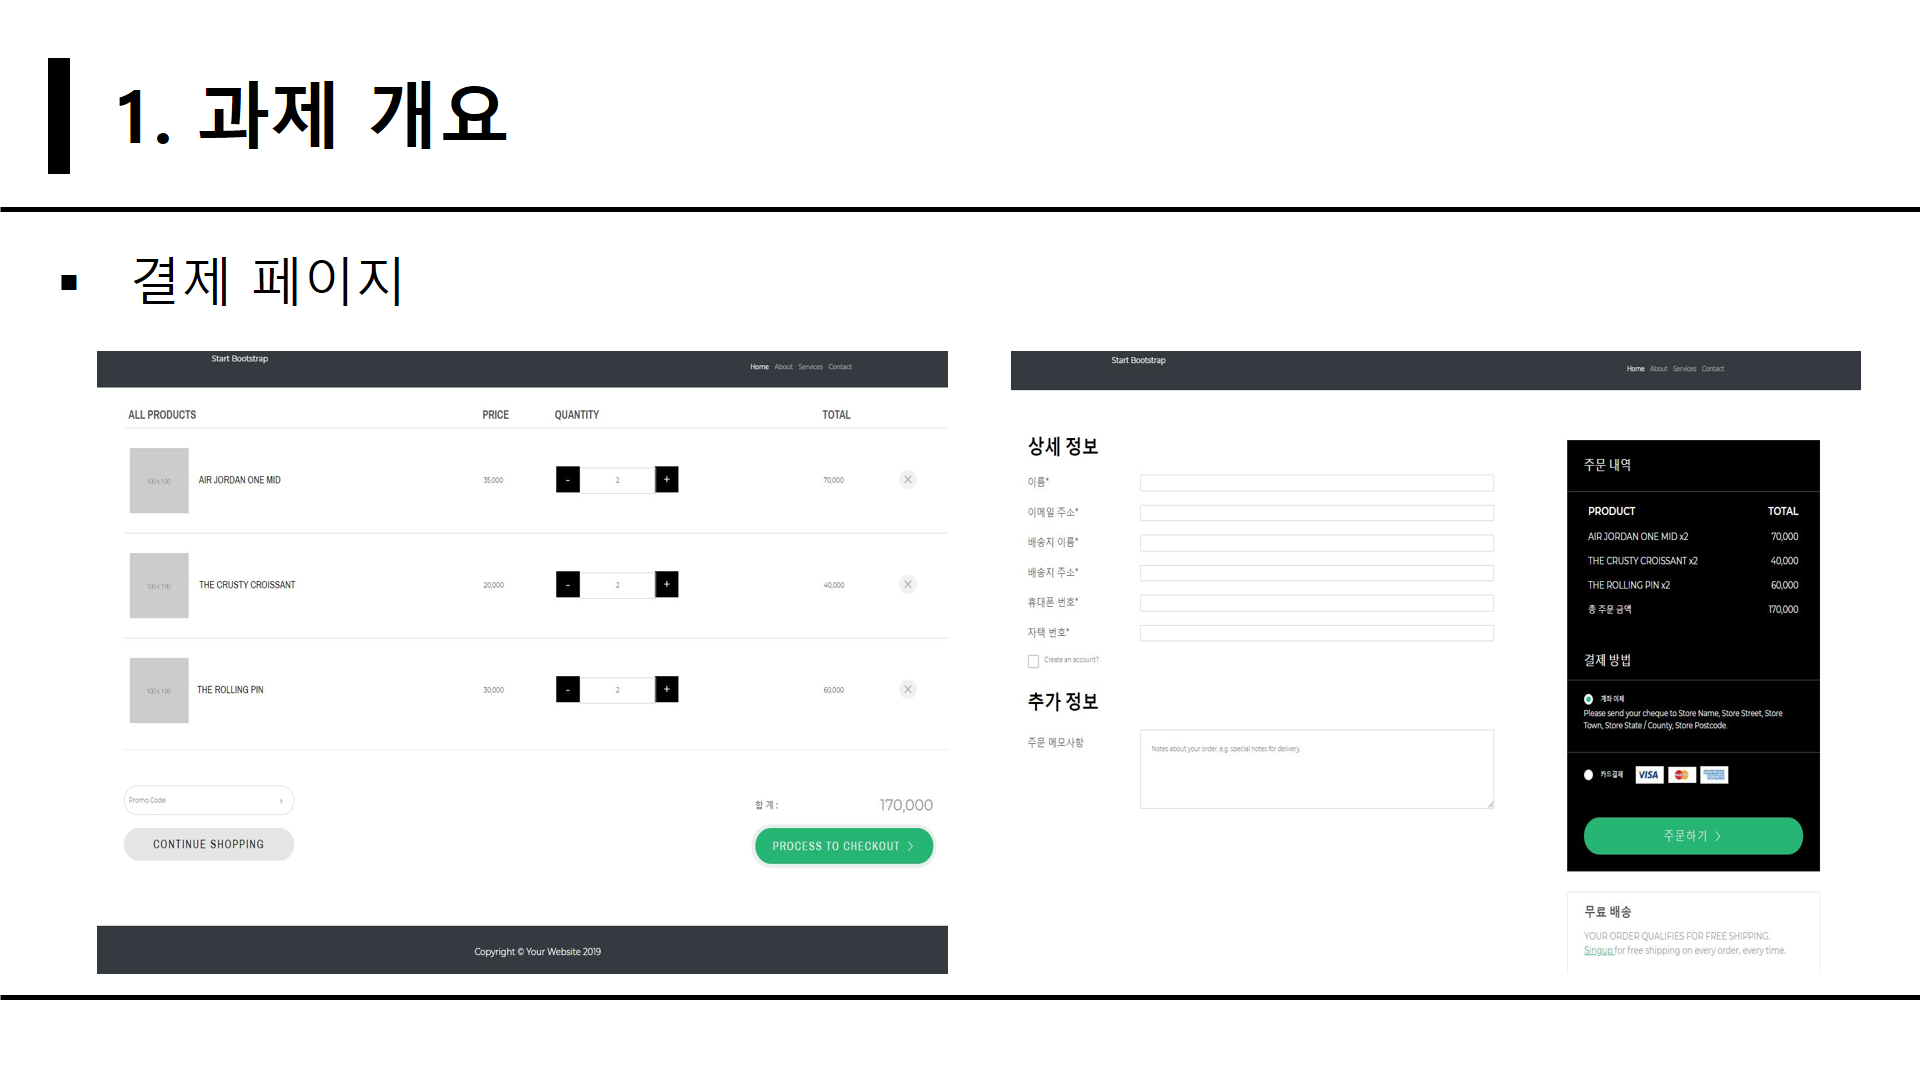 1. 과제 개요
▪ 결제 페이지
Start Bootstrap
Home About Services Contact
ALL PRODUCTS PRICE QUANTITY TOTAL
100 x 100 AIR JORDAN ONE MID 35,000 - 2 + 70,000 ×
100 x 100 THE CRUSTY CROISSANT 20,000 - 2 + 40,000 ×
100 x 100 THE ROLLING PIN 30,000 - 2 + 60,000 ×
Promo Code ›
합 계 : 170,000
CONTINUE SHOPPING
PROCESS TO CHECKOUT >
Copyright © Your Website 2019
Start Bootstrap
Home About Services Contact
상세 정보
이름*
이메일 주소*
배송지 이름*
배송지 주소*
휴대폰 번호*
자택 번호*
Create an account?
추가 정보
주문 메모사항
Notes about your order, e.g. special notes for delivery.
주문 내역
PRODUCT TOTAL
AIR JORDAN ONE MID x2 70,000
THE CRUSTY CROISSANT x2 40,000
THE ROLLING PIN x2 60,000
총 주문 금액 170,000
결제 방법
계좌 이체
Please send your cheque to Store Name, Store Street, Store
Town, Store State / County, Store Postcode.
카드결제 VISA
주문하기 >
무료 배송
YOUR ORDER QUALIFIES FOR FREE SHIPPING.
Singup for free shipping on every order, every time.